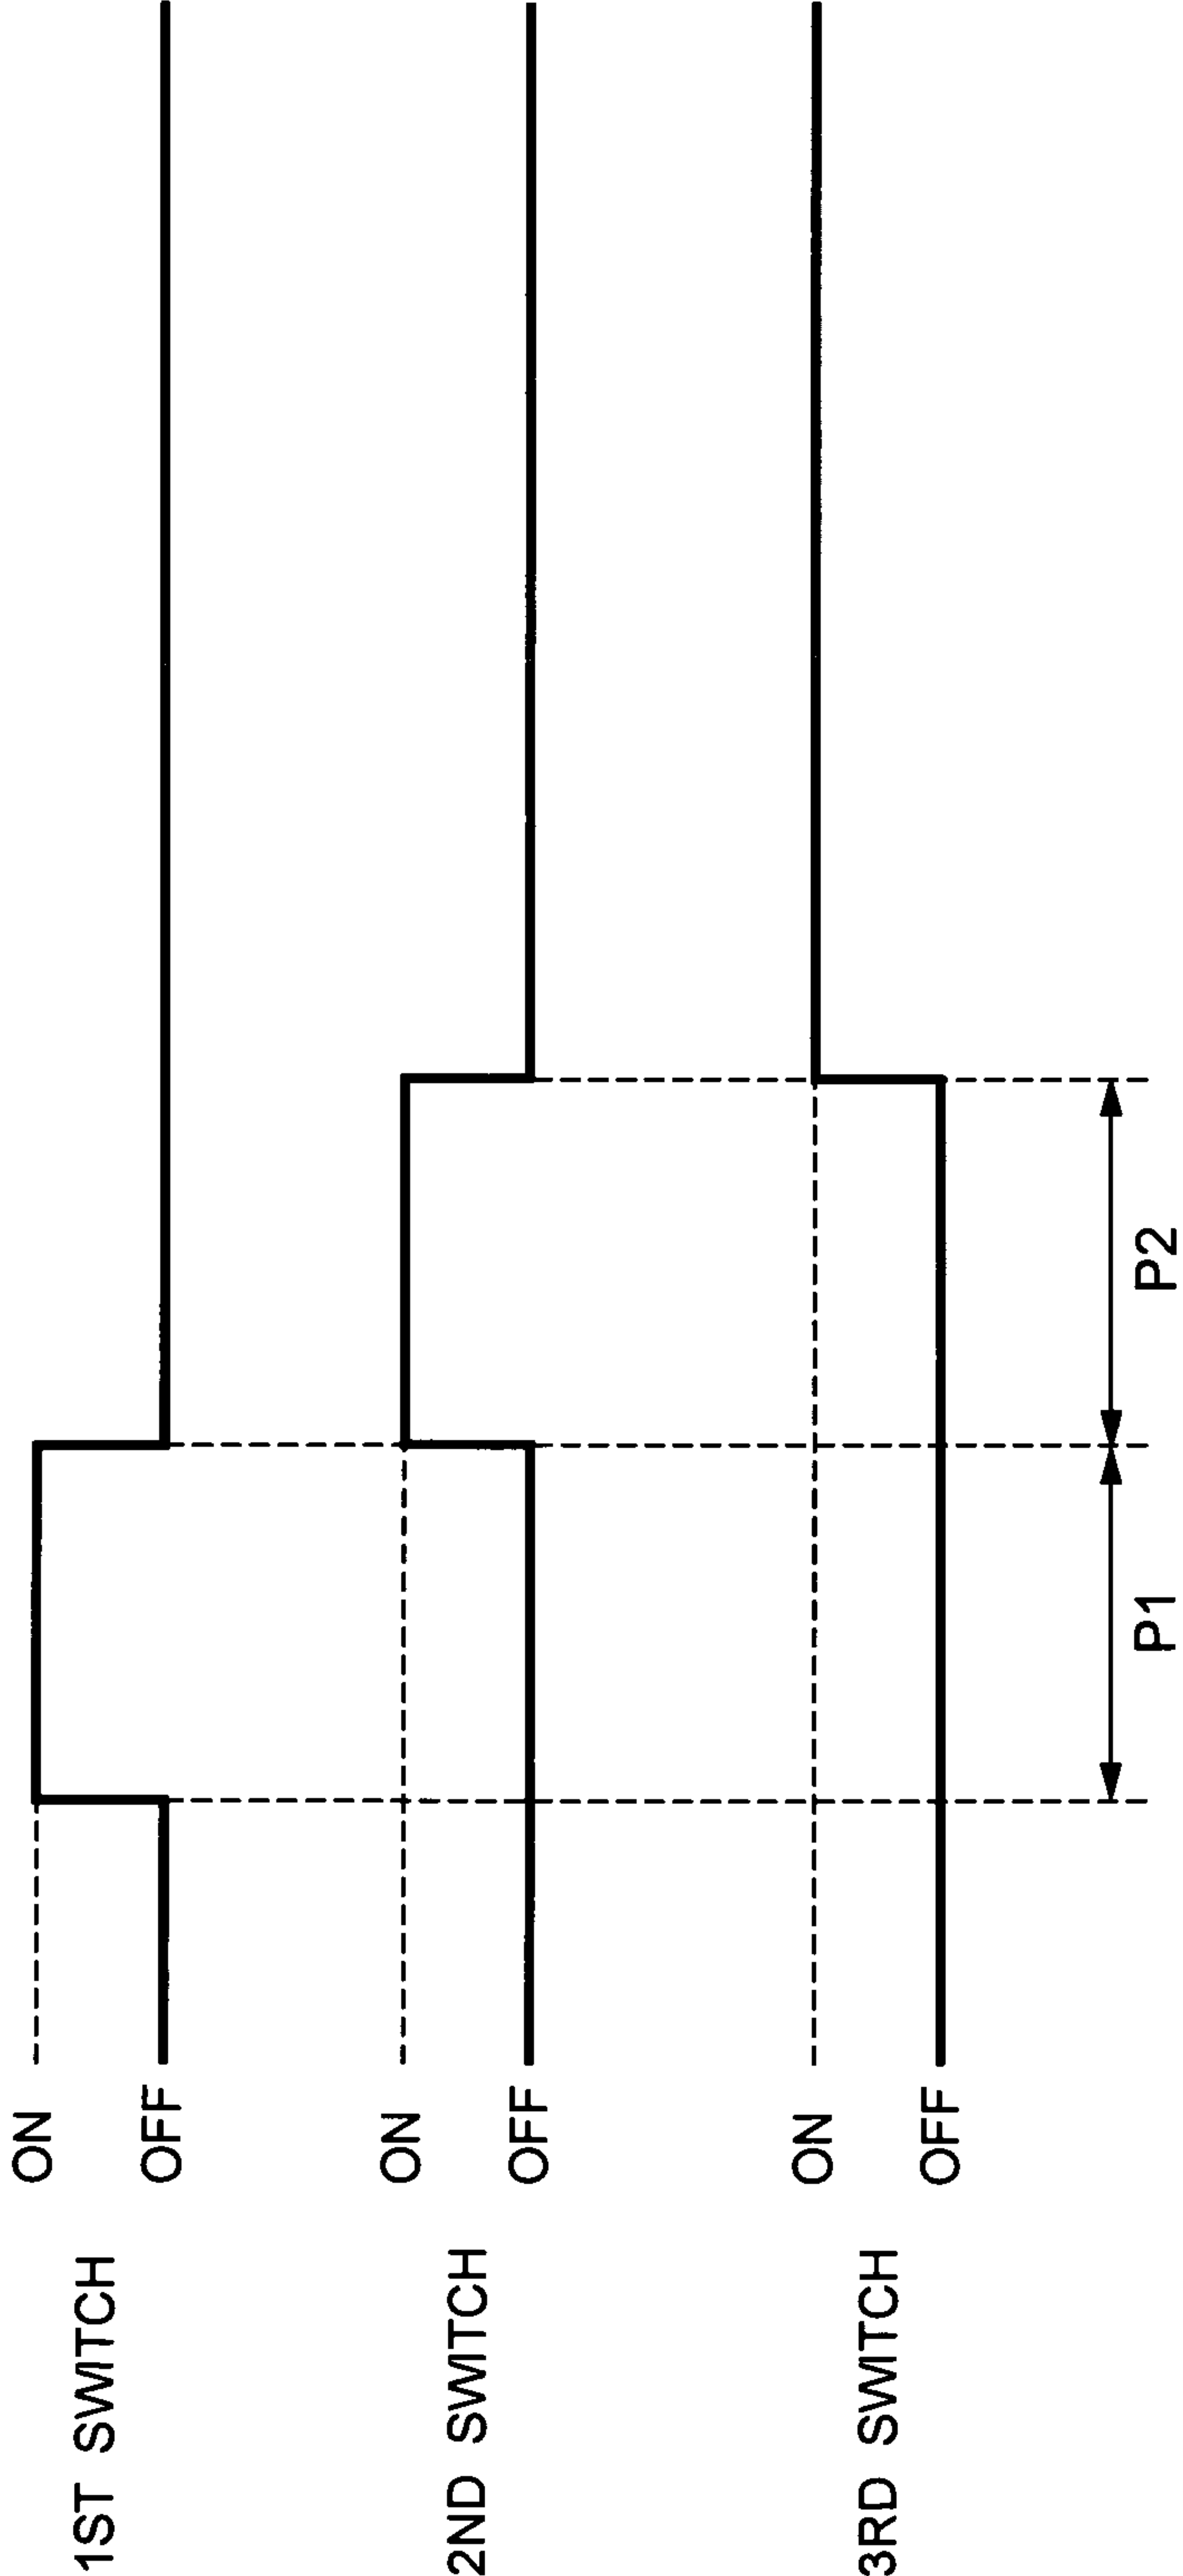 1ST SWITCH
ON
OFF
2ND SWITCH
ON
OFF
3RD SWITCH
ON
OFF
P1
P2